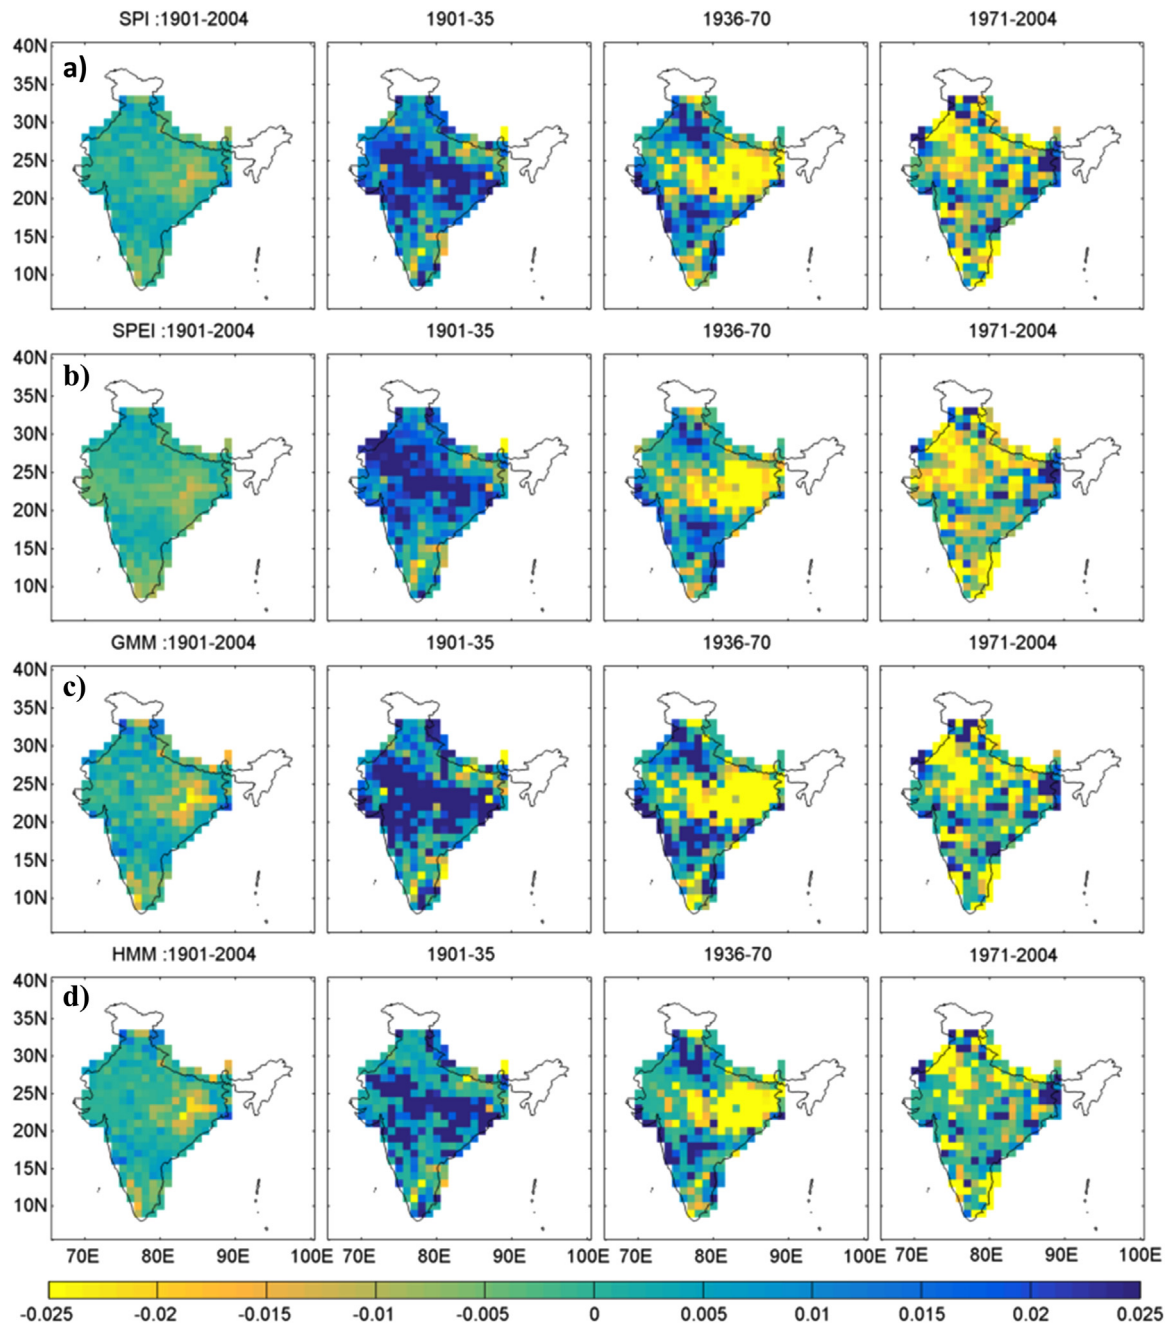 SPI :1901-2004 1901-35 1936-70 1971-2004
a)
40N
35N
30N
25N
20N
15N
10N
SPEI :1901-2004 1901-35 1936-70 1971-2004
b)
40N
35N
30N
25N
20N
15N
10N
GMM :1901-2004 1901-35 1936-70 1971-2004
c)
40N
35N
30N
25N
20N
15N
10N
HMM :1901-2004 1901-35 1936-70 1971-2004
d)
40N
35N
30N
25N
20N
15N
10N
70E 80E 90E 100E 70E 80E 90E 100E 70E 80E 90E 100E 70E 80E 90E 100E
-0.025 -0.02 -0.015 -0.01 -0.005 0 0.005 0.01 0.015 0.02 0.025